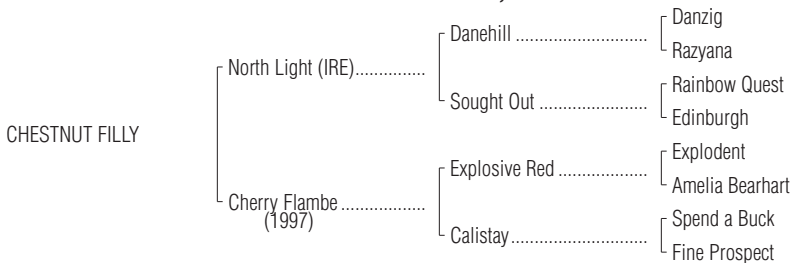 Danzig
Danehill ..............................
Razyana
North Light (IRE)...............
Rainbow Quest
Sought Out ........................
Edinburgh
CHESTNUT FILLY
Explodent
Explosive Red ....................
Amelia Bearhart
Cherry Flambe ..................
(1997)
Spend a Buck
Calistay..............................
Fine Prospect